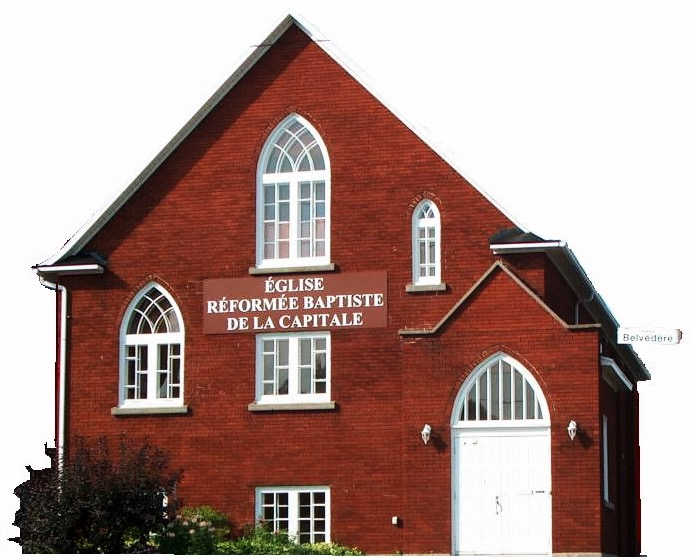 ÉGLISE
RÉFORMÉE BAPTISTE
DE LA CAPITALE
Belvédère